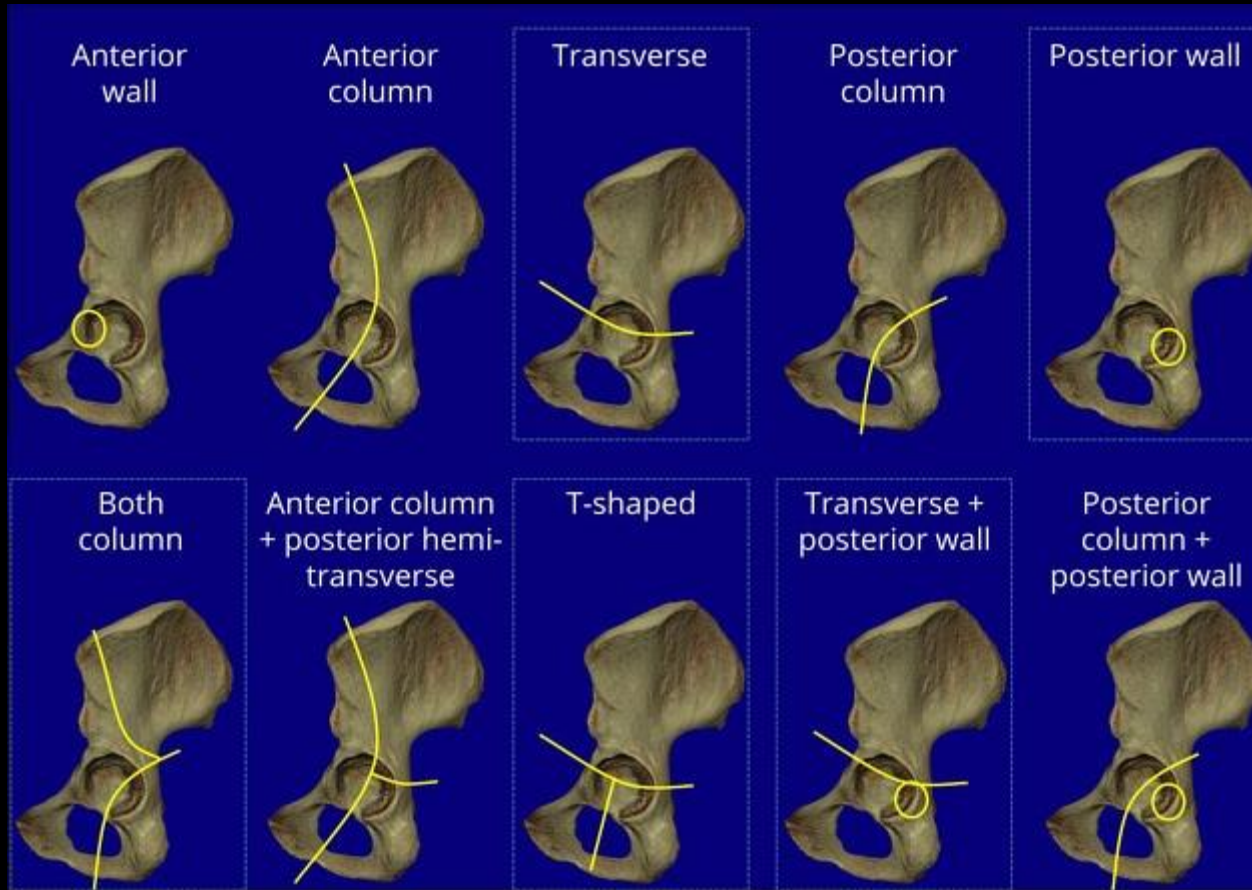 Anterior
wall
Anterior
column
Transverse
Posterior
column
Posterior wall
Both
column
Anterior column
+ posterior hemi-
transverse
T-shaped
Transverse +
posterior wall
Posterior
column +
posterior wall